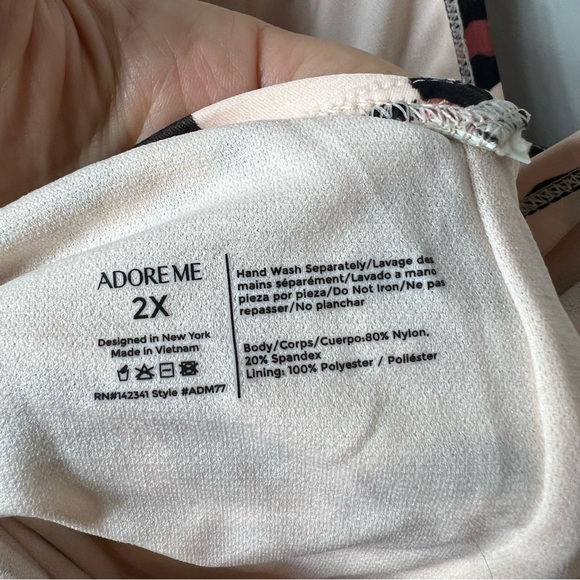 ADORE ME
2X
Designed in New York
Made in Vietnam
RN#142341 Style #ADM77
Hand Wash Separately/Lavage des
mains séparément/Lavado a mano
pieza por pieza/Do Not Iron/Ne pas
repasser/No planchar
Body/Corps/Cuerpo:80% Nylon,
20% Spandex
Lining: 100% Polyester / Poliéster